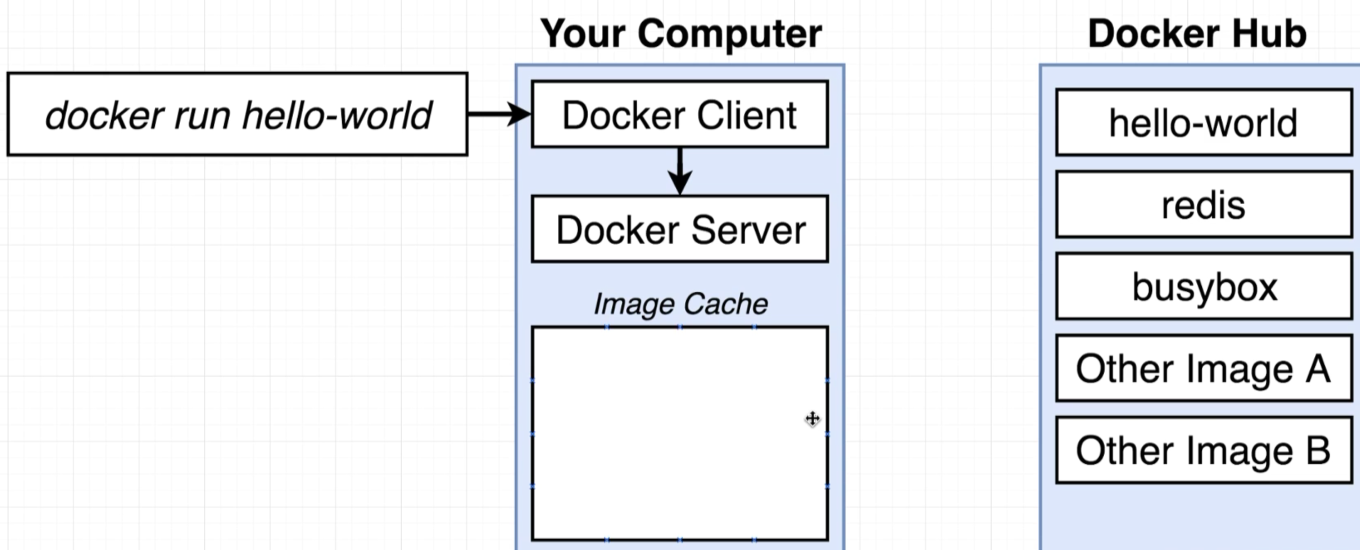 Your Computer
Docker Hub
docker run hello-world
Docker Client
Docker Server
Image Cache
hello-world
redis
busybox
Other Image A
Other Image B